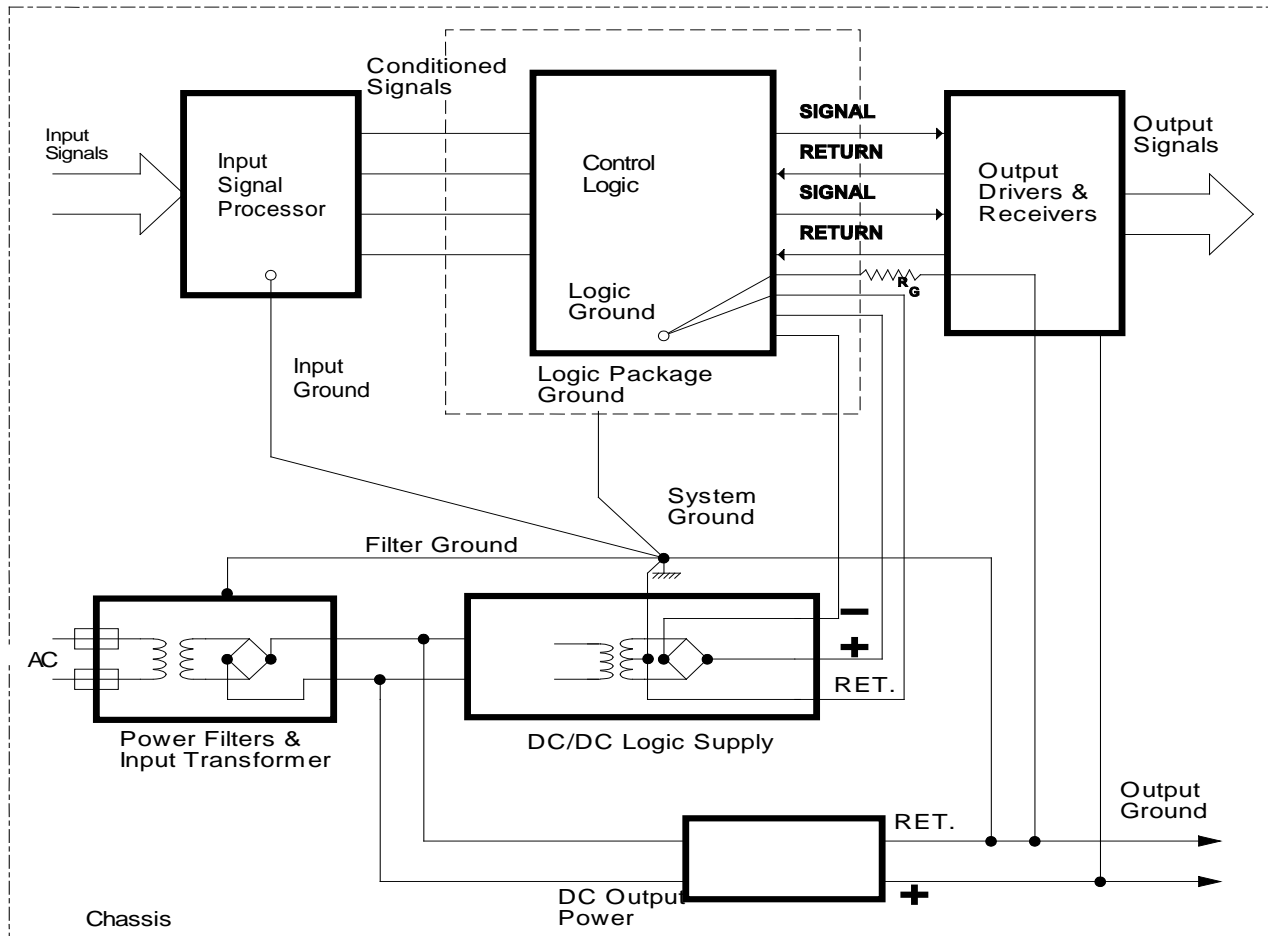 Conditioned
Signals
Input
Signals
Input
Signal
Processor
Control
Logic
SIGNAL
RETURN
SIGNAL
RETURN
Output
Drivers &
Receivers
Output
Signals
R
G
Logic
Ground
Input
Ground
Logic Package
Ground
System
Ground
Filter Ground
AC
Power Filters &
Input Transformer
−
+
RET.
DC/DC Logic Supply
RET.
Output
Ground
DC Output
Power
+
Chassis